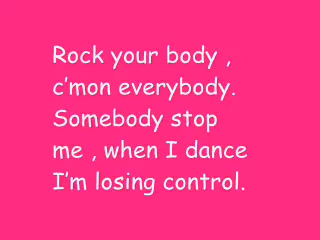 Rock your body ,
c’mon everybody.
Somebody stop
me , when I dance
I’m losing control.